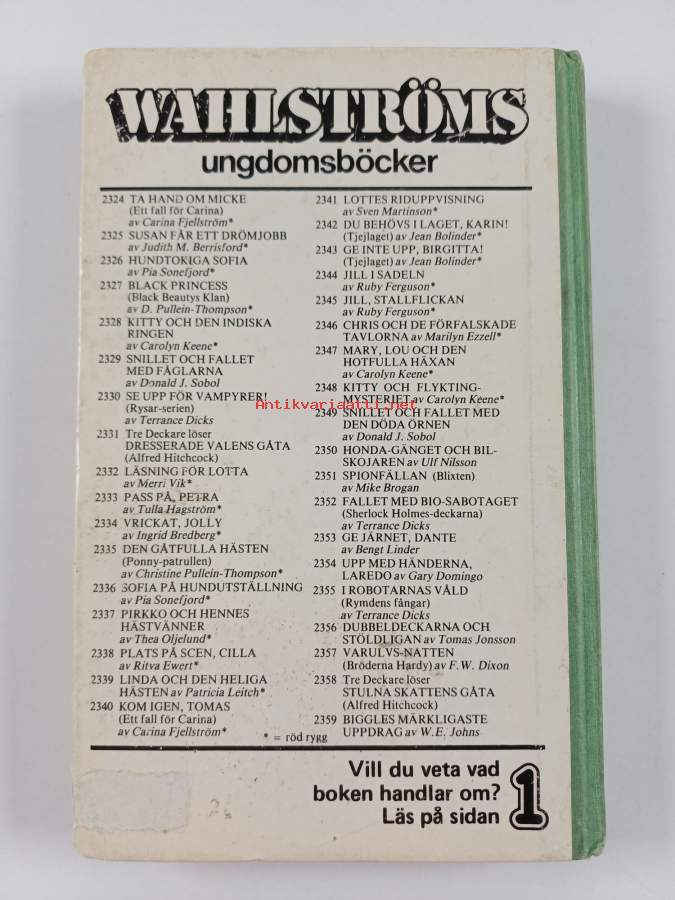 WAHLSTRÖMS
ungdomsböcker
2324 TA HAND OM MICKE
(Ett fall för Carina)
av Carina Fjellström*
2325 SUSAN FÅR ETT DRÖMJOBB
av Judith M. Berrisford*
2326 HUNDTOKIGA SOFIA
av Pia Sonefjord*
2327 BLACK PRINCESS
(Black Beautys Klan)
av D. Pullein-Thompson*
2328 KITTY OCH DEN INDISKA
RINGEN
av Carolyn Keene*
2329 SNILLET OCH FALLET
MED FÅGLARNA
av Donald J. Sobol
2330 SE UPP FÖR VAMPYRER!
(Rysar-serien)
av Terrance Dicks
2331 Tre Deckare löser
DRESSERADE VALENS GÅTA
(Alfred Hitchcock)
2332 LÄSNING FÖR LOTTA
av Merri Vik*
2333 PASS PÅ, PETRA
av Tulla Hagström*
2334 VRICKAT, JOLLY
av Ingrid Bredberg*
2335 DEN GÅTFULLA HÄSTEN
(Ponny-patrullen)
av Christine Pullein-Thompson*
2336 SOFIA PÅ HUNDUTSTÄLLNING
av Pia Sonefjord*
2337 PIRKKO OCH HENNES
HÄSTVÄNNER
av Thea Oljelund*
2338 PLATS PÅ SCEN, CILLA
av Ritva Ewert*
2339 LINDA OCH DEN HELIGA
HÄSTEN av Patricia Leitch*
2340 KOM IGEN, TOMAS
(Ett fall för Carina)
av Carina Fjellström*
* = röd rygg
2341 LOTTES RIDUPPVISNING
av Sven Martinson*
2342 DU BEHÖVS I LAGET, KARIN!
(Tjejlaget) av Jean Bolinder*
2343 GE INTE UPP, BIRGITTA!
(Tjejlaget) av Jean Bolinder*
2344 JILL I SADELN
av Ruby Ferguson*
2345 JILL, STALLFLICKAN
av Ruby Ferguson*
2346 CHRIS OCH DE FÖRFALSKADE
TAVLORNA av Marilyn Ezzell*
2347 MARY, LOU OCH DEN
HOTFULLA HÄXAN
av Carolyn Keene*
2348 KITTY OCH FLYKTING-
MYSTERIET av Carolyn Keene*
Antikvariaatti.net
2349 SNILLET OCH FALLET MED
DEN DÖDA ÖRNEN
av Donald J. Sobol
2350 HONDA-GÄNGET OCH BIL-
SKOJAREN av Ulf Nilsson
2351 SPIONFÄLLAN (Blixten)
av Mike Brogan
2352 FALLET MED BIO-SABOTAGET
(Sherlock Holmes-deckarna)
av Terrance Dicks
2353 GE JÄRNET, DANTE
av Bengt Linder
2354 UPP MED HÄNDERNA,
LAREDO av Gary Domingo
2355 I ROBOTARNAS VÅLD
(Rymdens fångar)
av Terrance Dicks
2356 DUBBELDECKARNA OCH
STÖLDLIGAN av Tomas Jonsson
2357 VARULVS-NATTEN
(Bröderna Hardy) av F.W. Dixon
2358 Tre Deckare löser
STULNA SKATTENS GÅTA
(Alfred Hitchcock)
2359 BIGGLES MÄRKLIGASTE
UPPDRAG av W.E. Johns
Vill du veta vad
boken handlar om?
Läs på sidan 1